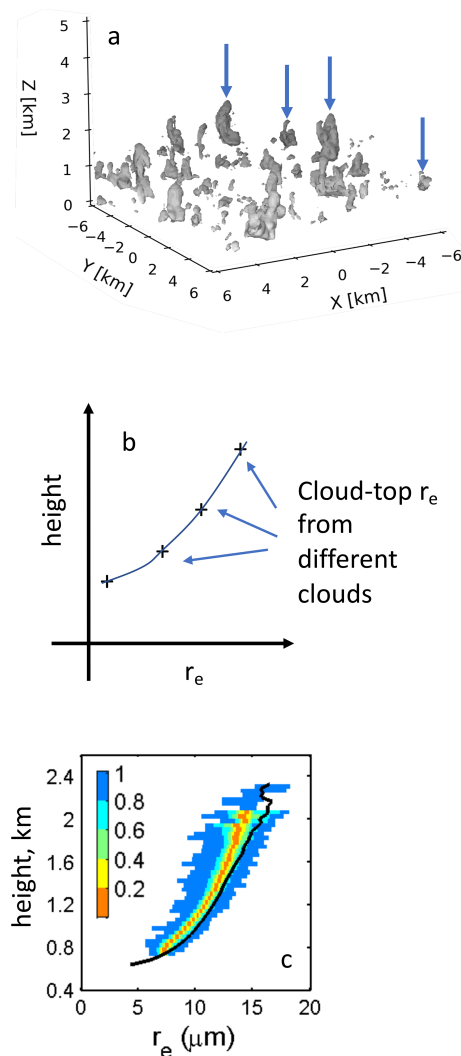 a
5
4
3
2
1
0
Z [km]
−6
−4
−2
0
2
4
6
Y [km]
6
4
2
0
−2
−4
−6
X [km]
b
height
Cloud-top re
from
different
clouds
re
2.4
2
1.6
1.2
0.8
0.4
height, km
1
0.8
0.6
0.4
0.2
c
0 5 10 15 20
re (μm)